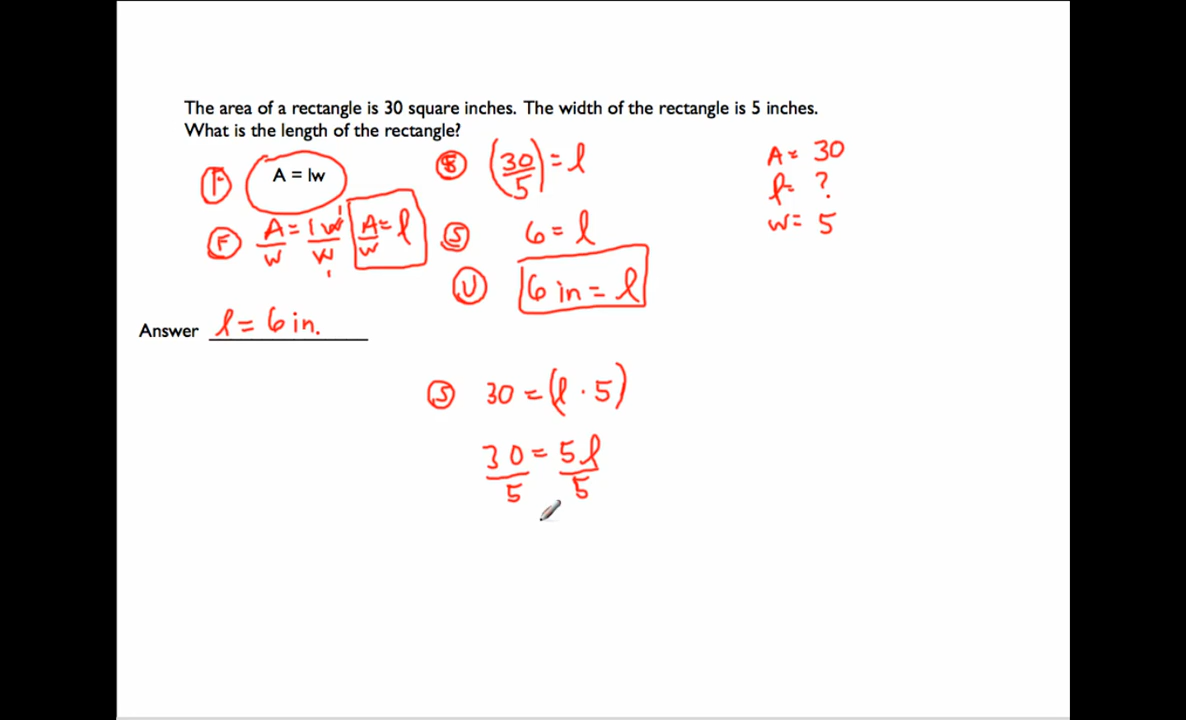 The area of a rectangle is 30 square inches. The width of the rectangle is 5 inches.
What is the length of the rectangle?
A = 30
l = ?
w = 5
F A = lw
F A/w = lw/w A/w = l
(30/5) = l
S 6 = l
U 6 in = l
Answer l = 6 in.
S 30 = (l · 5)
30/5 = 5l/5